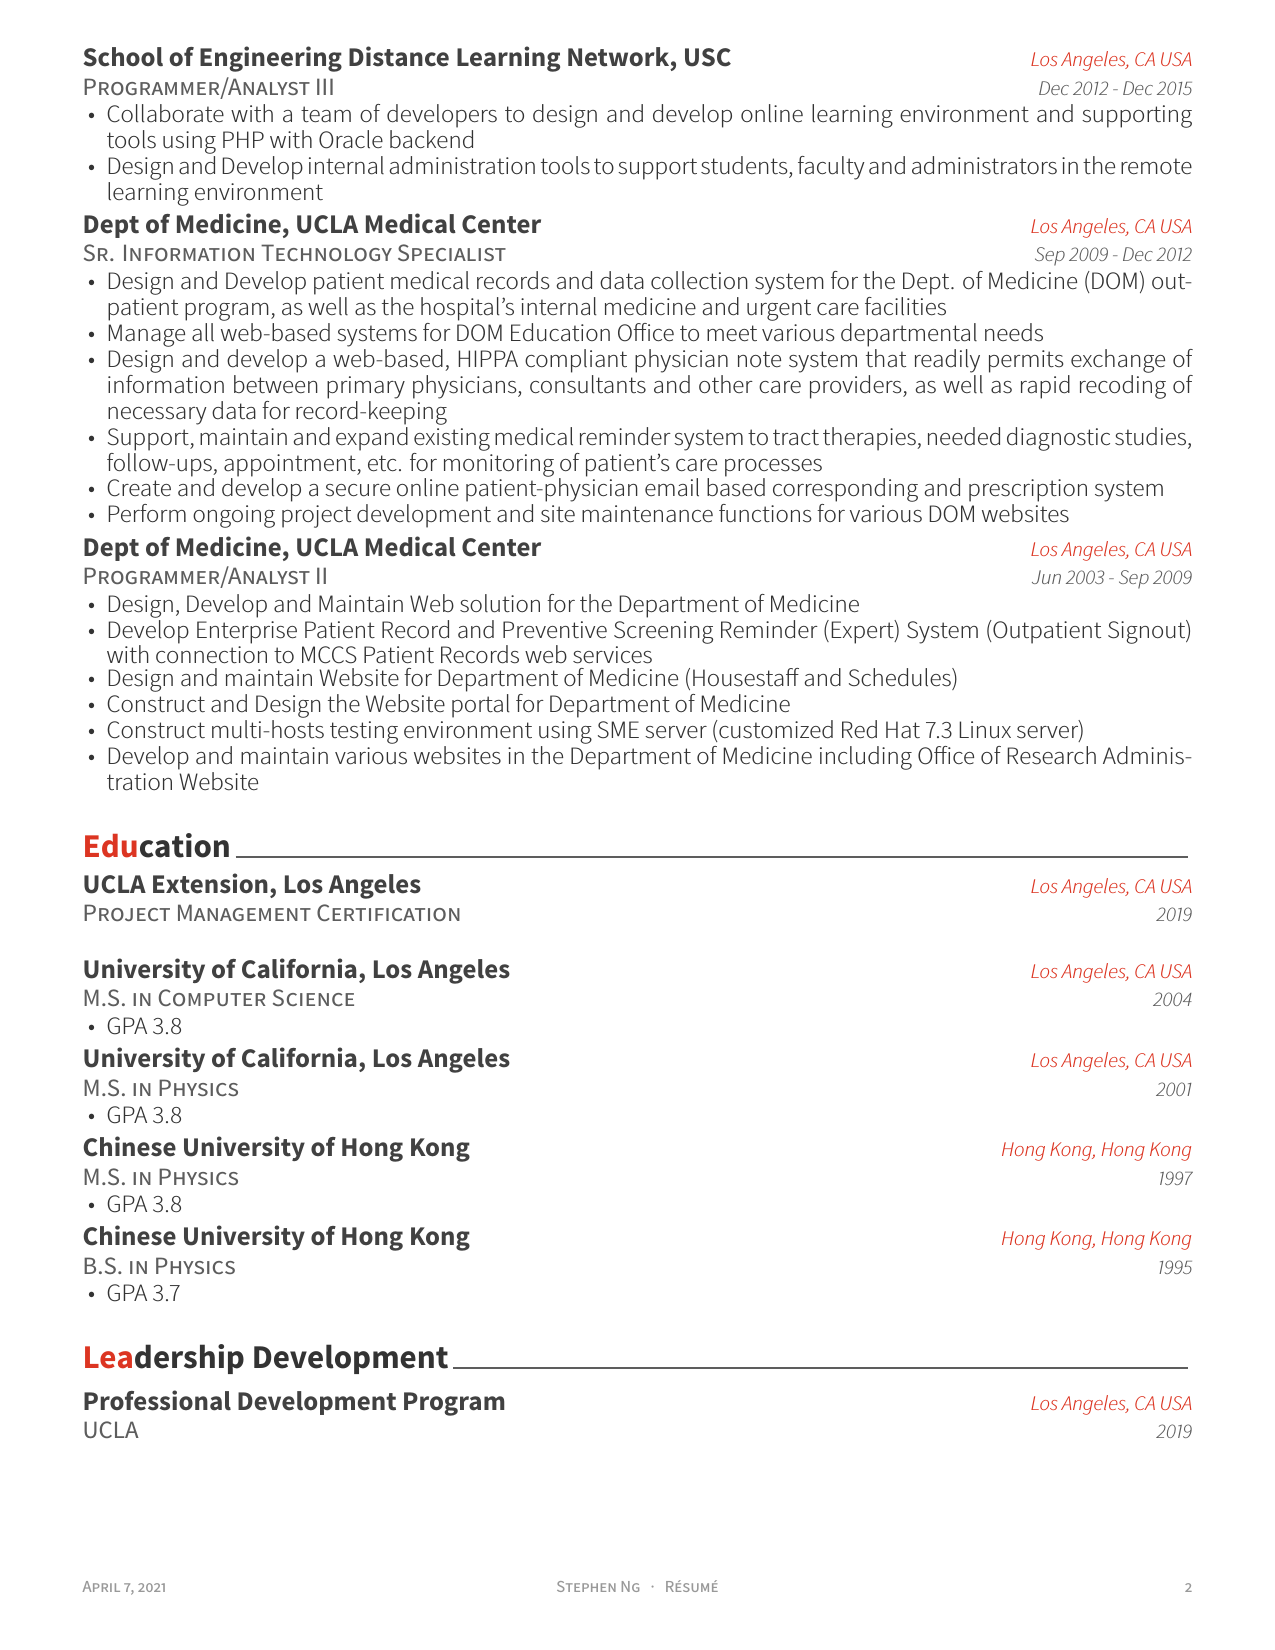 School of Engineering Distance Learning Network, USC Los Angeles, CA USA
Programmer/Analyst III Dec 2012 - Dec 2015
• Collaborate with a team of developers to design and develop online learning environment and supporting
tools using PHP with Oracle backend
• Design and Develop internal administration tools to support students, faculty and administrators in the remote
learning environment
Dept of Medicine, UCLA Medical Center Los Angeles, CA USA
Sr. Information Technology Specialist Sep 2009 - Dec 2012
• Design and Develop patient medical records and data collection system for the Dept. of Medicine (DOM) out-
patient program, as well as the hospital's internal medicine and urgent care facilities
• Manage all web-based systems for DOM Education Office to meet various departmental needs
• Design and develop a web-based, HIPPA compliant physician note system that readily permits exchange of
information between primary physicians, consultants and other care providers, as well as rapid recoding of
necessary data for record-keeping
• Support, maintain and expand existing medical reminder system to tract therapies, needed diagnostic studies,
follow-ups, appointment, etc. for monitoring of patient's care processes
• Create and develop a secure online patient-physician email based corresponding and prescription system
• Perform ongoing project development and site maintenance functions for various DOM websites
Dept of Medicine, UCLA Medical Center Los Angeles, CA USA
Programmer/Analyst II Jun 2003 - Sep 2009
• Design, Develop and Maintain Web solution for the Department of Medicine
• Develop Enterprise Patient Record and Preventive Screening Reminder (Expert) System (Outpatient Signout)
with connection to MCCS Patient Records web services
• Design and maintain Website for Department of Medicine (Housestaff and Schedules)
• Construct and Design the Website portal for Department of Medicine
• Construct multi-hosts testing environment using SME server (customized Red Hat 7.3 Linux server)
• Develop and maintain various websites in the Department of Medicine including Office of Research Adminis-
tration Website
Education
UCLA Extension, Los Angeles Los Angeles, CA USA
Project Management Certification 2019
University of California, Los Angeles Los Angeles, CA USA
M.S. in Computer Science 2004
• GPA 3.8
University of California, Los Angeles Los Angeles, CA USA
M.S. in Physics 2001
• GPA 3.8
Chinese University of Hong Kong Hong Kong, Hong Kong
M.S. in Physics 1997
• GPA 3.8
Chinese University of Hong Kong Hong Kong, Hong Kong
B.S. in Physics 1995
• GPA 3.7
Leadership Development
Professional Development Program Los Angeles, CA USA
UCLA 2019
April 7, 2021 Stephen Ng · Résumé 2